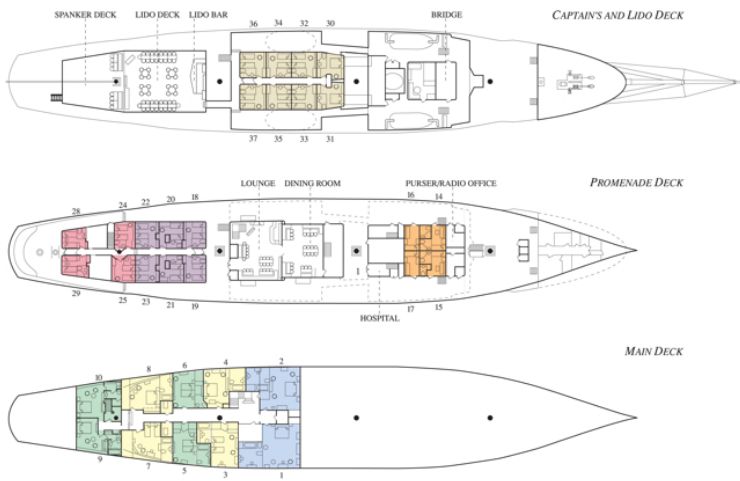 CAPTAIN'S AND LIDO DECK
SPANKER DECK LIDO DECK LIDO BAR BRIDGE
36 34 32 30
37 35 33 31
PROMENADE DECK
LOUNGE DINING ROOM PURSER/RADIO OFFICE
28 24 22 20 18 16 14
1
29 25 23 21 19 17 15
HOSPITAL
MAIN DECK
10 8 6 4 2
9 7 5 3 1